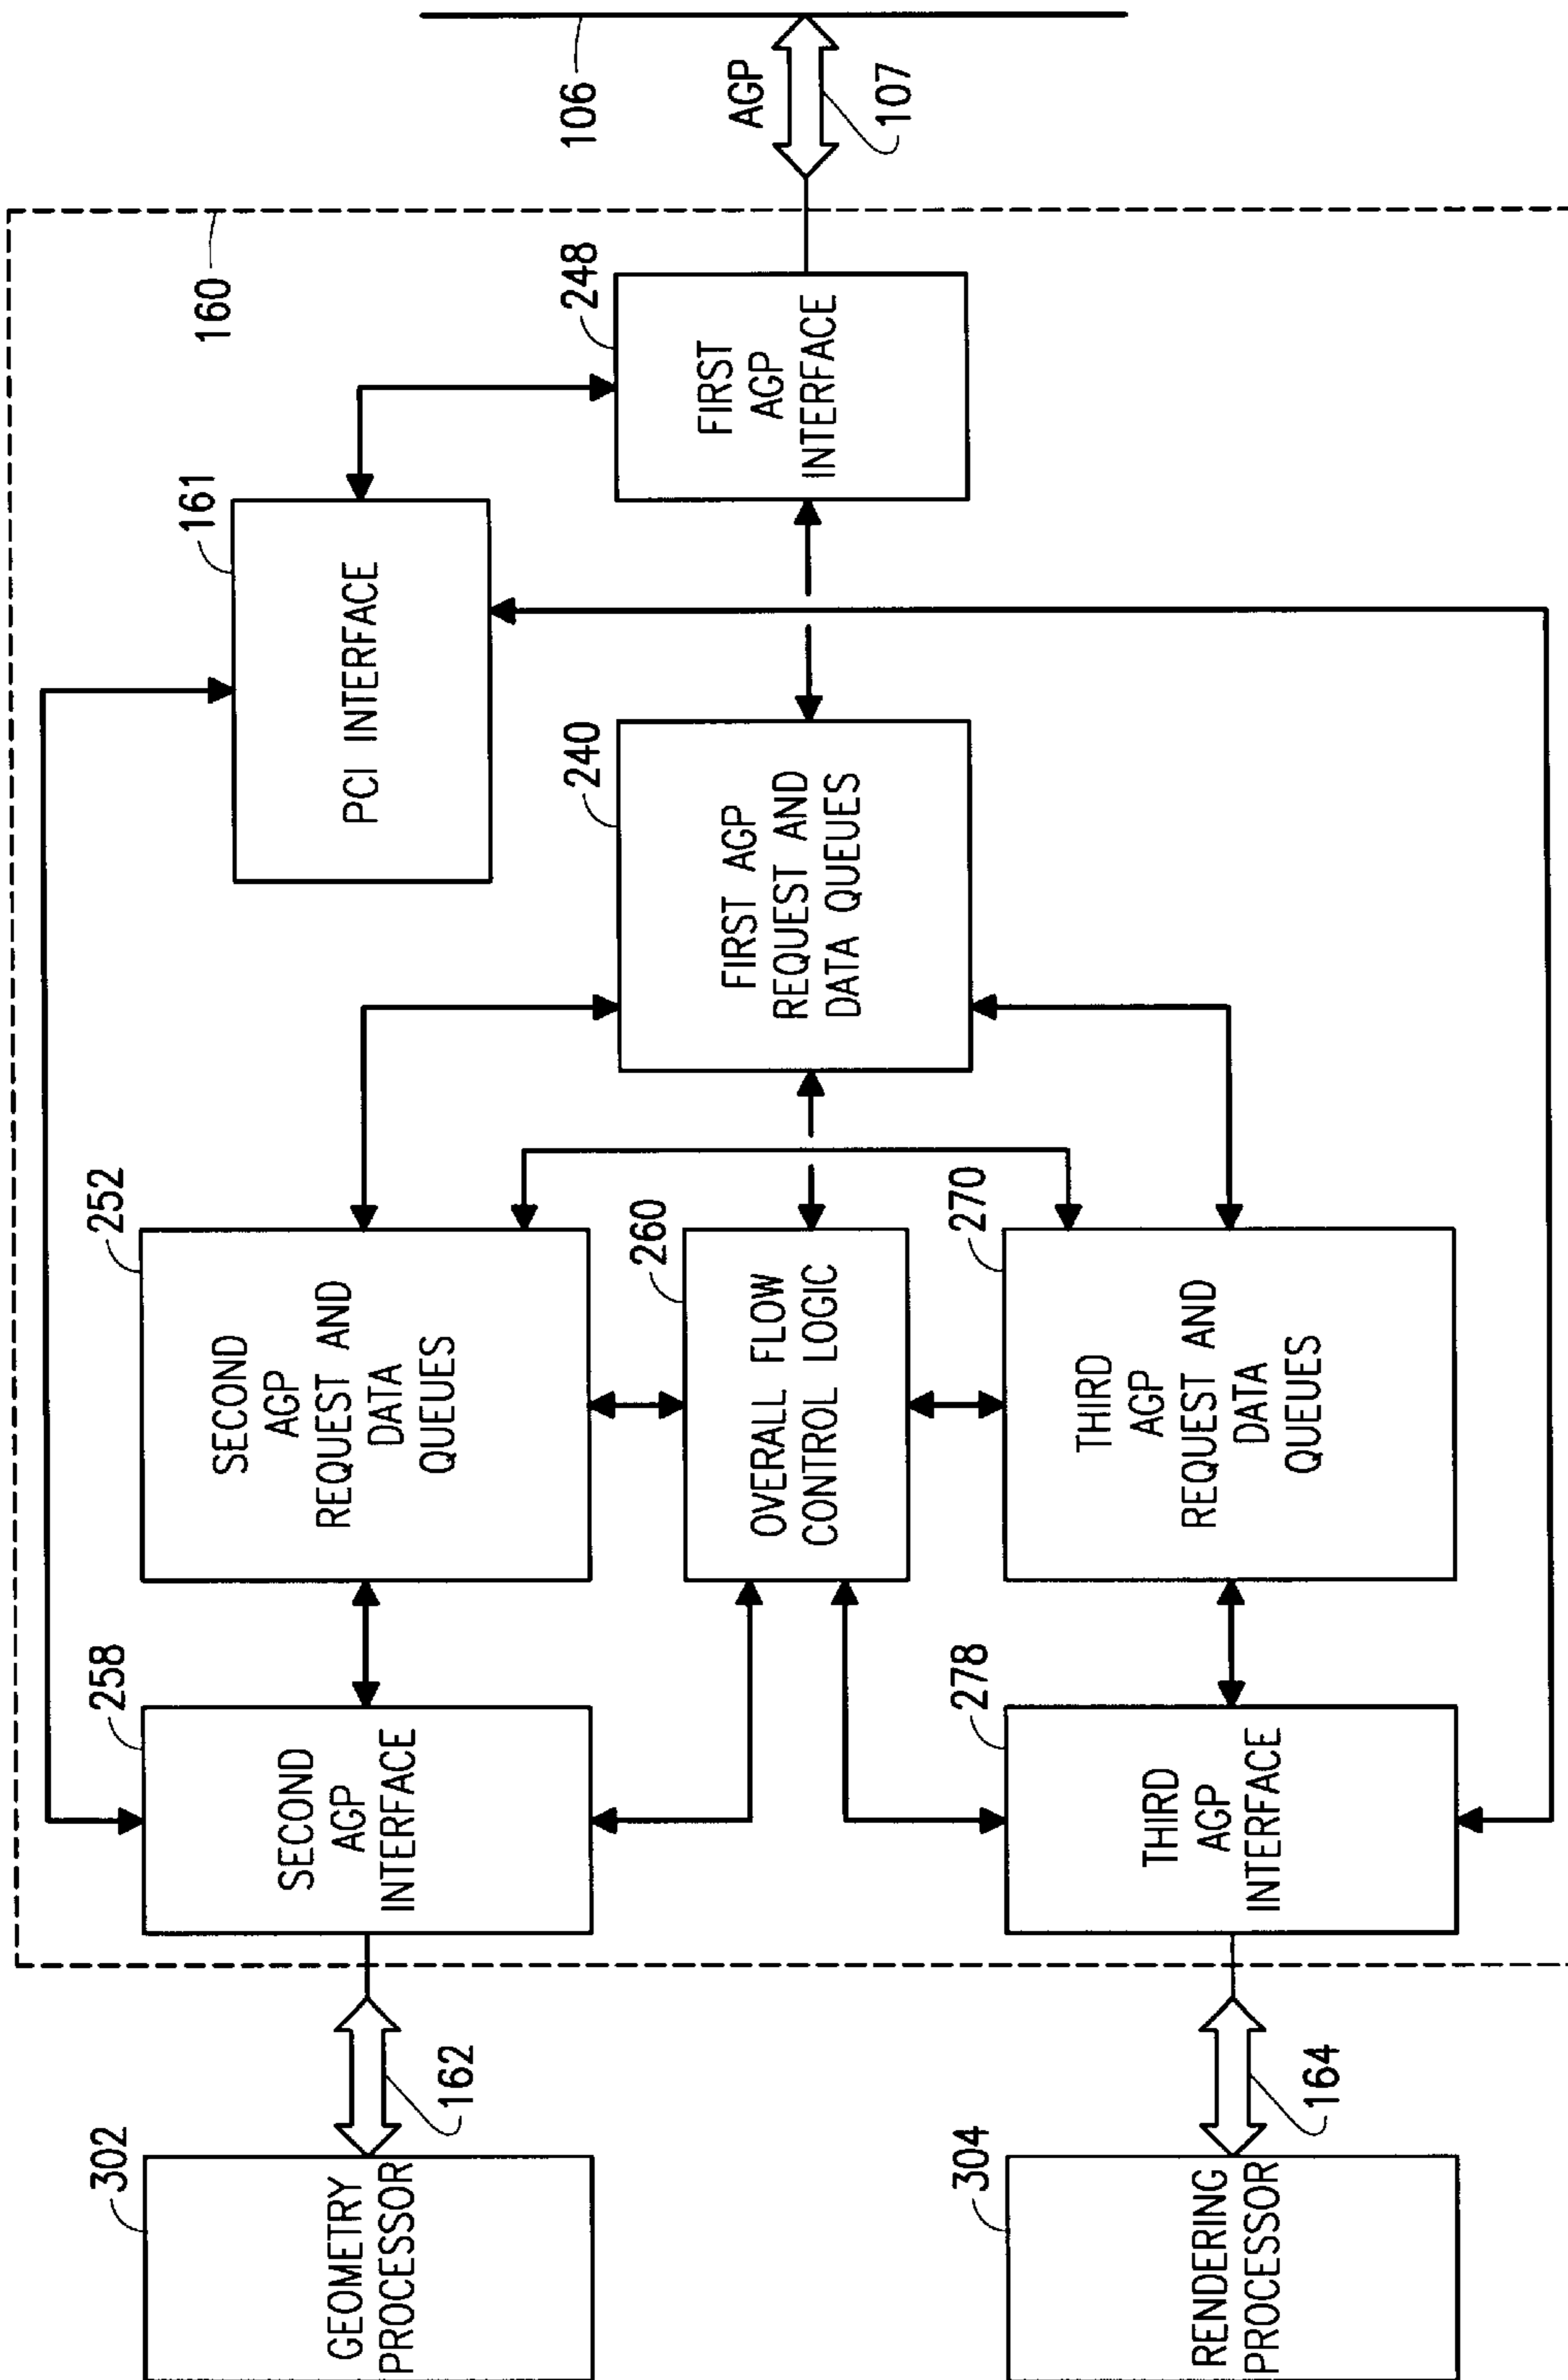 302
GEOMETRY
PROCESSOR
162
258
SECOND
AGP
INTERFACE
252
SECOND
AGP
REQUEST AND
DATA
QUEUES
160
161
PCI INTERFACE
260
OVERALL FLOW
CONTROL LOGIC
240
FIRST AGP
REQUEST AND
DATA QUEUES
248
FIRST
AGP
INTERFACE
106
AGP
107
304
RENDERING
PROCESSOR
164
278
THIRD
AGP
INTERFACE
270
THIRD
AGP
REQUEST AND
DATA
QUEUES